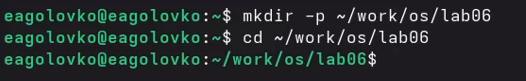 eagolovko@eagolovko:~$ mkdir -p ~/work/os/lab06
eagolovko@eagolovko:~$ cd ~/work/os/lab06
eagolovko@eagolovko:~/work/os/lab06$